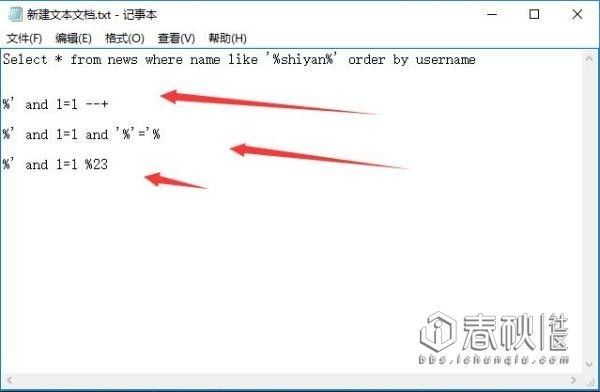 新建文本文档.txt - 记事本
文件(F) 编辑(E) 格式(O) 查看(V) 帮助(H)
Select * from news where name like '%shiyan%' order by username
%' and 1=1 --+
%' and 1=1 and '%'='%
%' and 1=1 %23
春秋社区
bbs.ichunqiu.com